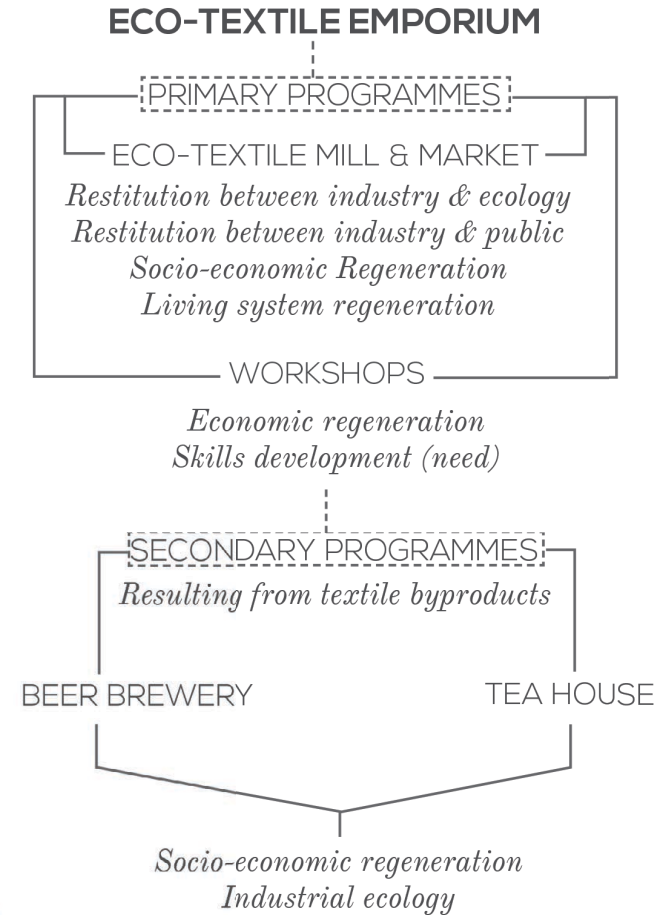 ECO-TEXTILE EMPORIUM
PRIMARY PROGRAMMES
ECO-TEXTILE MILL & MARKET
Restitution between industry & ecology
Restitution between industry & public
Socio-economic Regeneration
Living system regeneration
WORKSHOPS
Economic regeneration
Skills development (need)
SECONDARY PROGRAMMES
Resulting from textile byproducts
BEER BREWERY
TEA HOUSE
Socio-economic regeneration
Industrial ecology